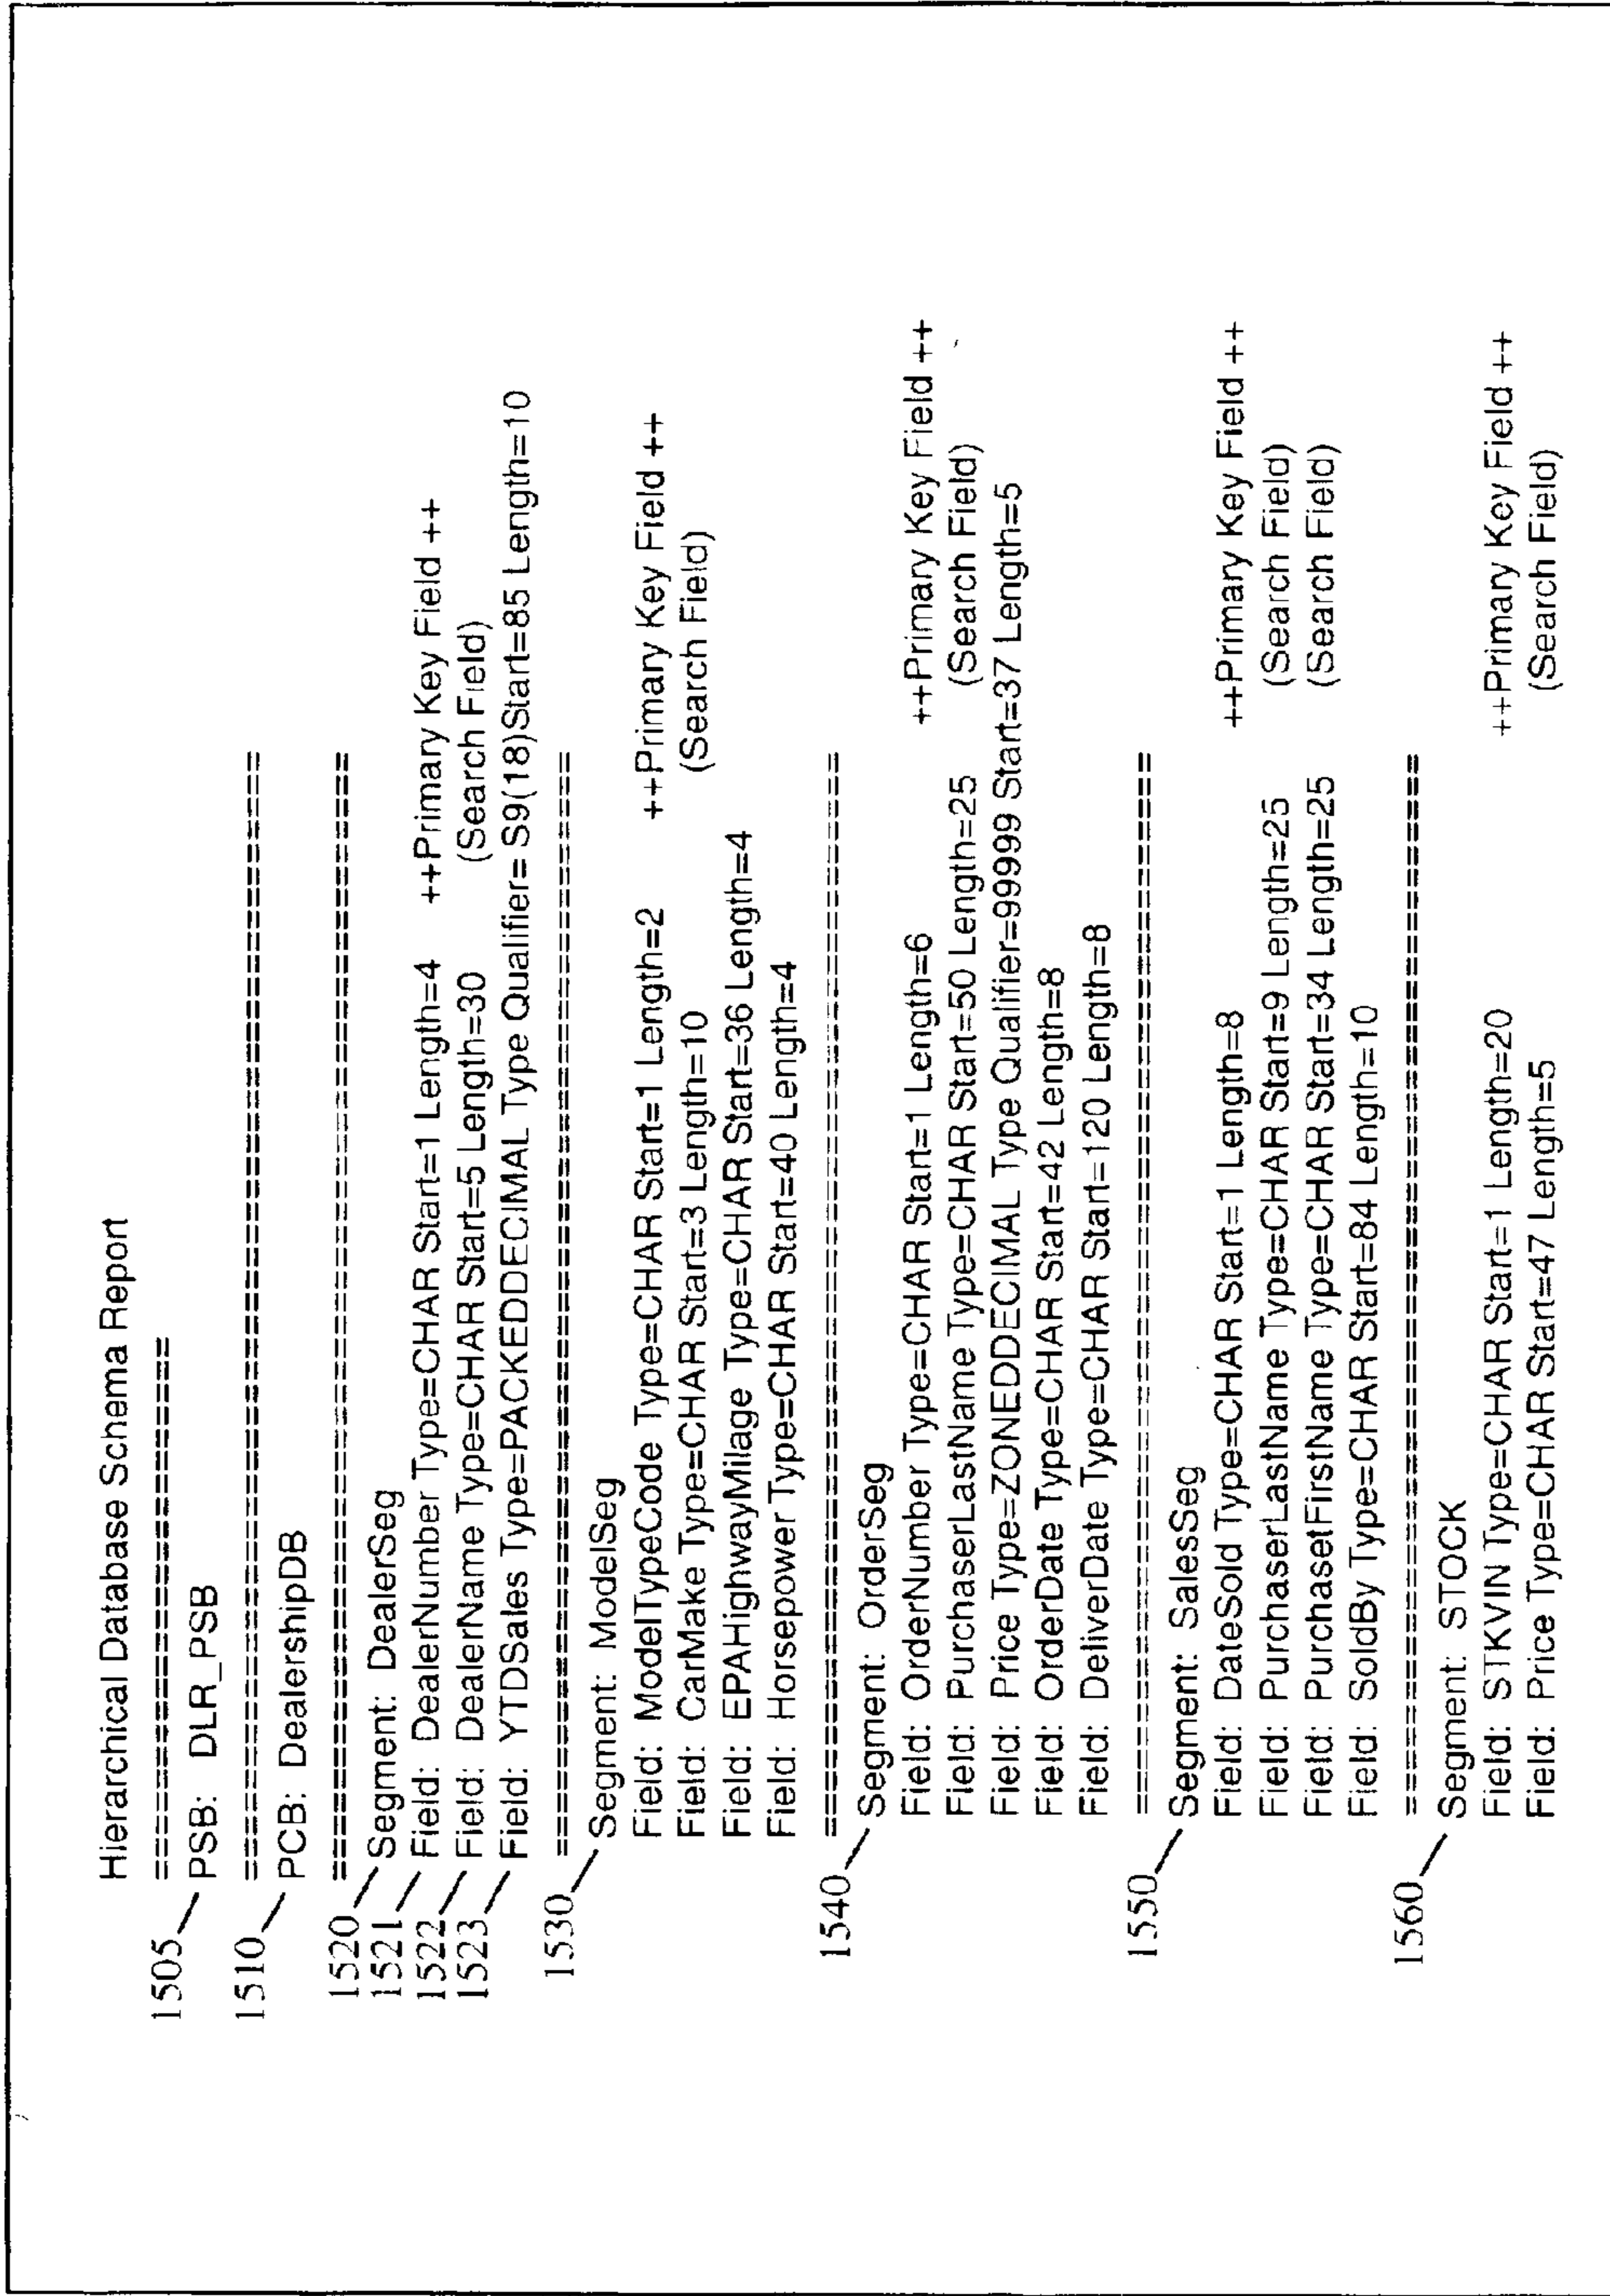 Hierarchical Database Schema Report
==========================
1505 PSB: DLR_PSB
==========================================================
1510 PCB: DealershipDB
==========================================================
1520 Segment: DealerSeg
1521 Field: DealerNumber Type=CHAR Start=1 Length=4 ++Primary Key Field ++
1522 Field: DealerName Type=CHAR Start=5 Length=30 (Search Field)
1523 Field: YTDSales Type=PACKEDDECIMAL Type Qualifier= S9(18)Start=85 Length=10
==========================================================
1530 Segment: ModelSeg
Field: ModelTypeCode Type=CHAR Start=1 Length=2 ++Primary Key Field ++
Field: CarMake Type=CHAR Start=3 Length=10 (Search Field)
Field: EPAHighwayMilage Type=CHAR Start=36 Length=4
Field: Horsepower Type=CHAR Start=40 Length=4
==========================================================
1540 Segment: OrderSeg
Field: OrderNumber Type=CHAR Start=1 Length=6 ++Primary Key Field ++
Field: PurchaserLastName Type=CHAR Start=50 Length=25 (Search Field)
Field: Price Type=ZONEDDECIMAL Type Qualifier=99999 Start=37 Length=5
Field: OrderDate Type=CHAR Start=42 Length=8
Field: DeliverDate Type=CHAR Start=120 Length=8
==========================================================
1550 Segment: SalesSeg
Field: DateSold Type=CHAR Start=1 Length=8 ++Primary Key Field ++
Field: PurchaserLastName Type=CHAR Start=9 Length=25 (Search Field)
Field: PurchasetFirstName Type=CHAR Start=34 Length=25 (Search Field)
Field: SoldBy Type=CHAR Start=84 Length=10
==========================================================
1560 Segment: STOCK
Field: STKVIN Type=CHAR Start=1 Length=20 ++Primary Key Field ++
Field: Price Type=CHAR Start=47 Length=5 (Search Field)